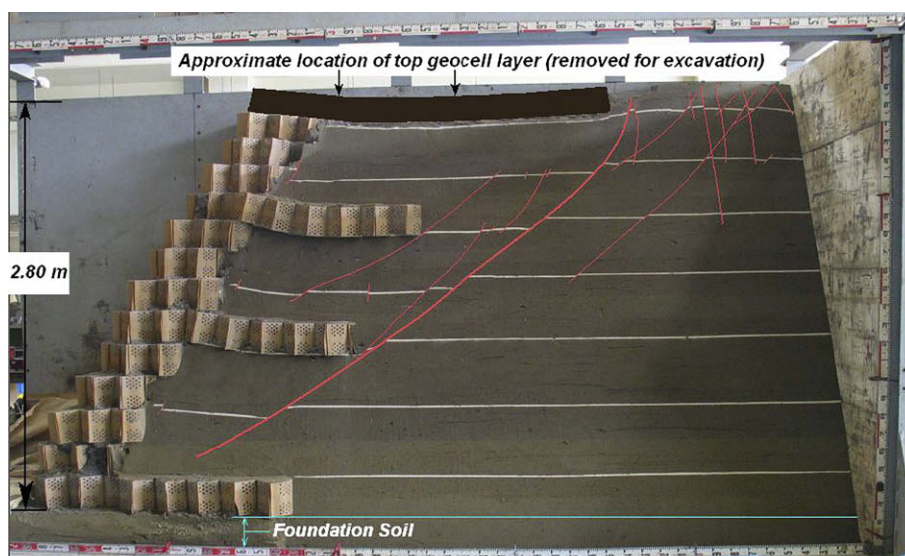 Approximate location of top geocell layer (removed for excavation)
2.80 m
Foundation Soil